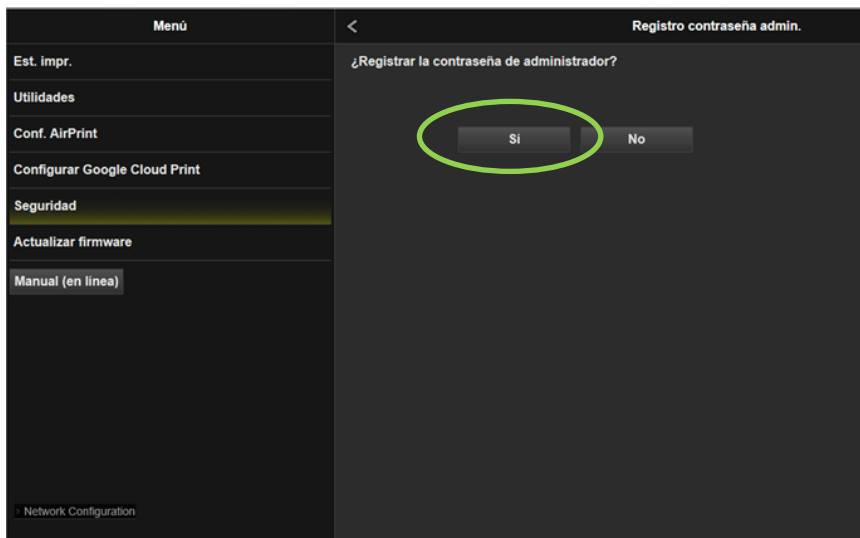 Menú
Est. impr.
Utilidades
Conf. AirPrint
Configurar Google Cloud Print
Seguridad
Actualizar firmware
Manual (en línea)
Network Configuration
< Registro contraseña admin.
¿Registrar la contraseña de administrador?
Sí No